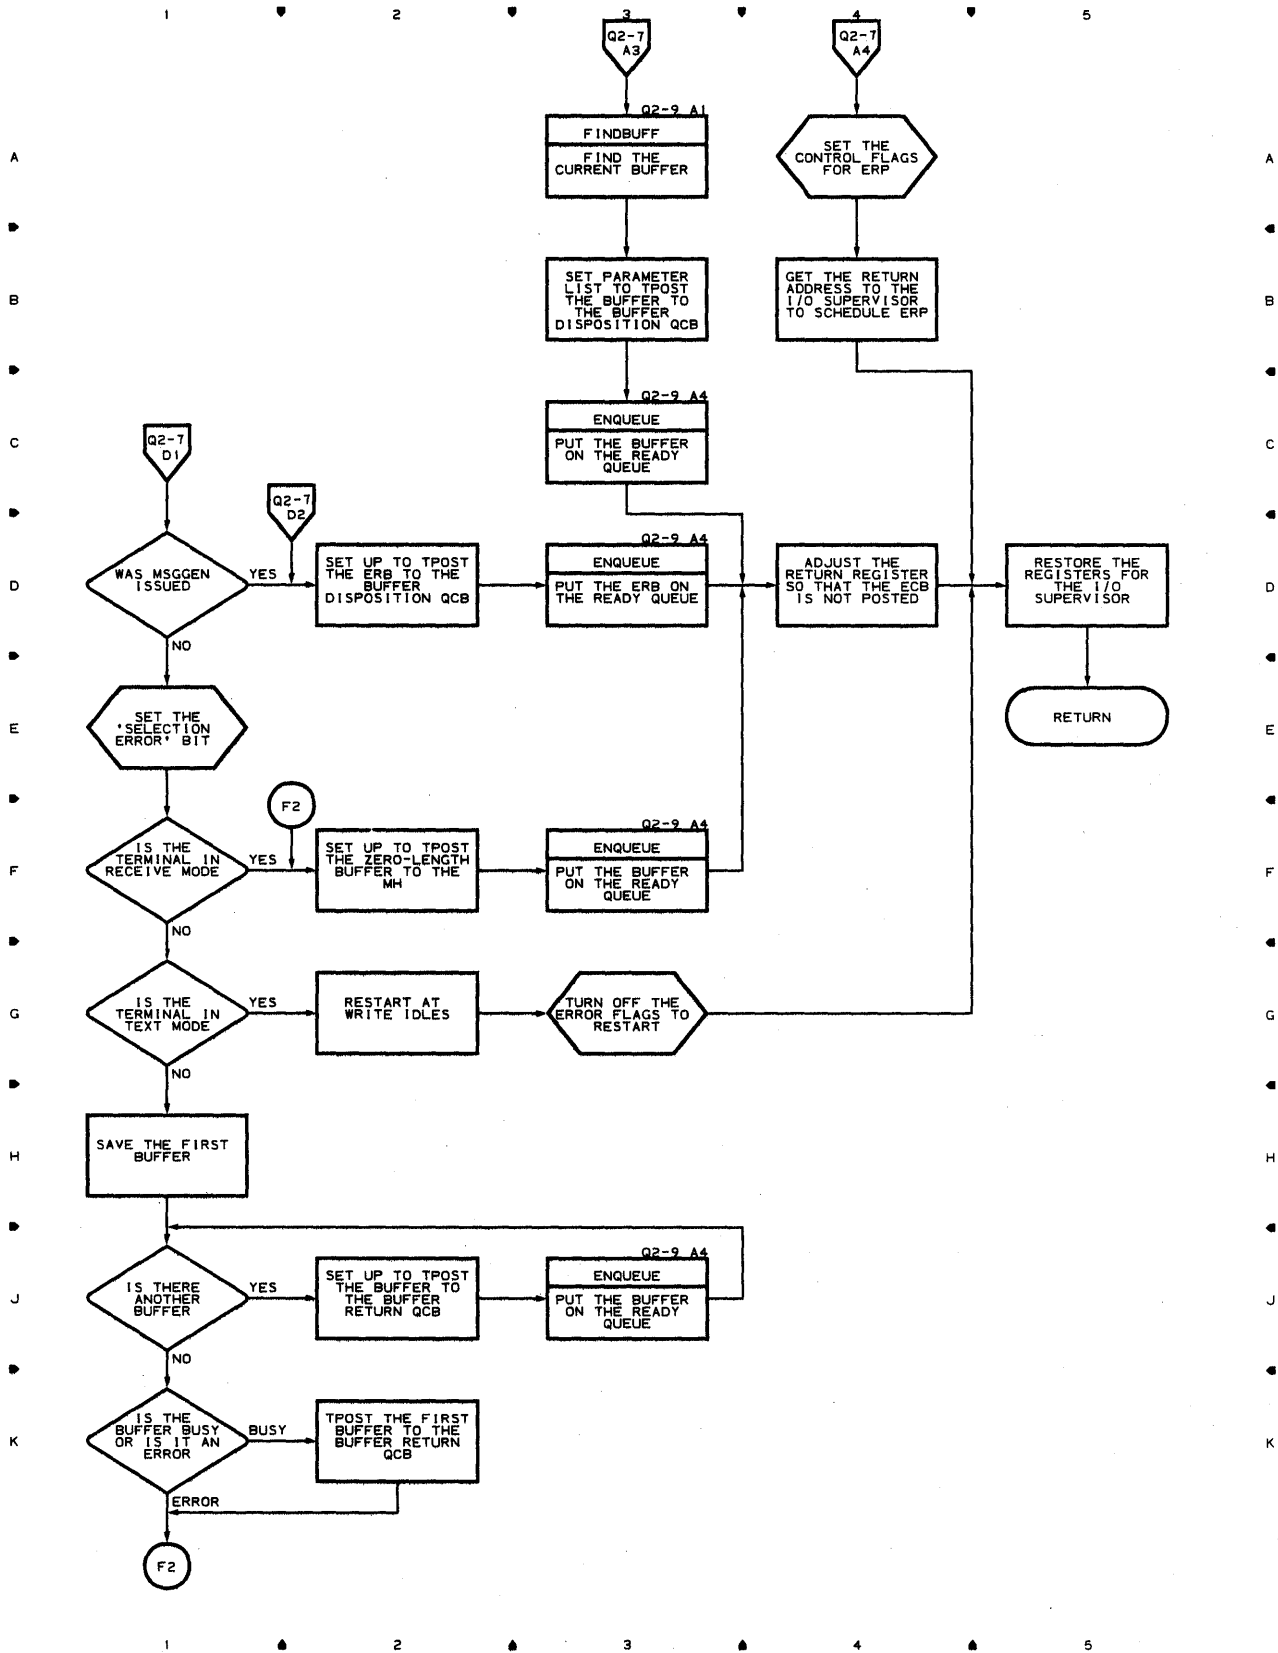 1 2 3 4 5
Q2-7
A3
Q2-7
A4
Q2-9 A1
FINDBUFF
FIND THE
CURRENT BUFFER
SET THE
CONTROL FLAGS
FOR ERP
A A
SET PARAMETER
LIST TO TPOST
THE BUFFER TO
THE BUFFER
DISPOSITION QCB
GET THE RETURN
ADDRESS TO THE
I/O SUPERVISOR
TO SCHEDULE ERP
B B
Q2-9 A4
ENQUEUE
PUT THE BUFFER
ON THE READY
QUEUE
C C
Q2-7
D1
Q2-7
D2
WAS MSGGEN
ISSUED
YES
NO
SET UP TO TPOST
THE ERB TO THE
BUFFER
DISPOSITION QCB
Q2-9 A4
ENQUEUE
PUT THE ERB ON
THE READY QUEUE
ADJUST THE
RETURN REGISTER
SO THAT THE ECB
IS NOT POSTED
RESTORE THE
REGISTERS FOR
THE I/O
SUPERVISOR
D D
SET THE
'SELECTION
ERROR' BIT
RETURN
E E
F2
IS THE
TERMINAL IN
RECEIVE MODE
YES
NO
SET UP TO TPOST
THE ZERO-LENGTH
BUFFER TO THE
MH
Q2-9 A4
ENQUEUE
PUT THE BUFFER
ON THE READY
QUEUE
F F
IS THE
TERMINAL IN
TEXT MODE
YES
NO
RESTART AT
WRITE IDLES
TURN OFF THE
ERROR FLAGS TO
RESTART
G G
SAVE THE FIRST
BUFFER
H H
IS THERE
ANOTHER
BUFFER
YES
NO
SET UP TO TPOST
THE BUFFER TO
THE BUFFER
RETURN QCB
Q2-9 A4
ENQUEUE
PUT THE BUFFER
ON THE READY
QUEUE
J J
IS THE
BUFFER BUSY
OR IS IT AN
ERROR
BUSY
ERROR
TPOST THE FIRST
BUFFER TO THE
BUFFER RETURN
QCB
K K
F2
1 2 3 4 5